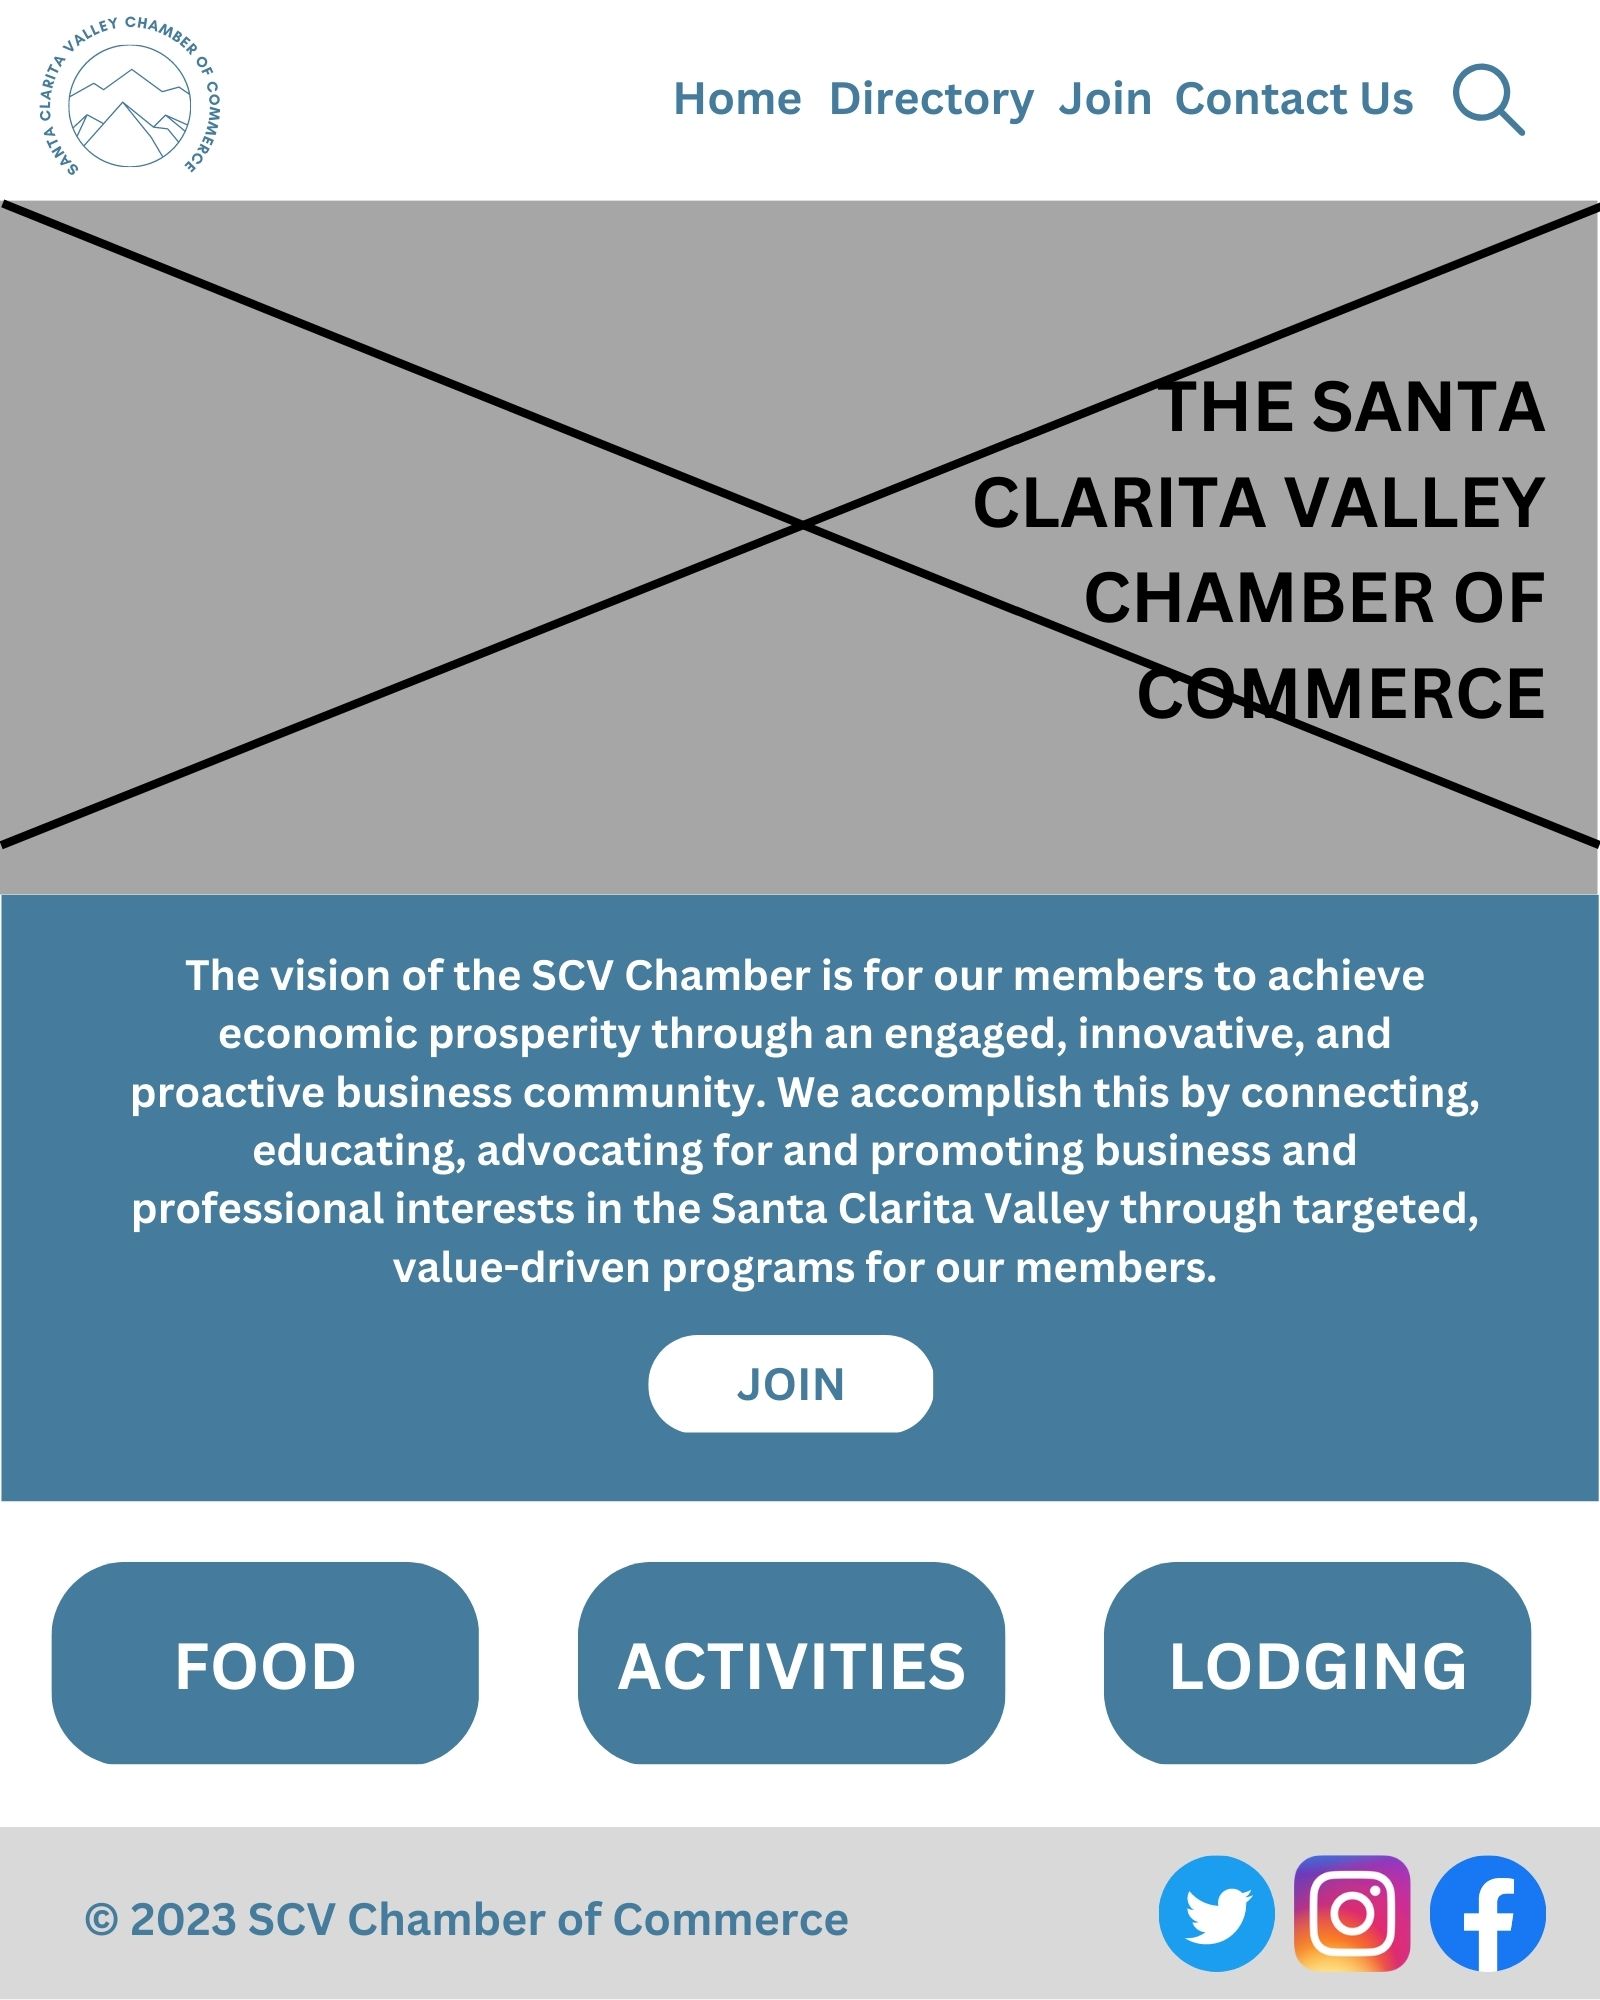 SANTA CLARITA VALLEY CHAMBER OF COMMERCE
Home Directory Join Contact Us
THE SANTA
CLARITA VALLEY
CHAMBER OF
COMMERCE
The vision of the SCV Chamber is for our members to achieve
economic prosperity through an engaged, innovative, and
proactive business community. We accomplish this by connecting,
educating, advocating for and promoting business and
professional interests in the Santa Clarita Valley through targeted,
value-driven programs for our members.
JOIN
FOOD ACTIVITIES LODGING
© 2023 SCV Chamber of Commerce